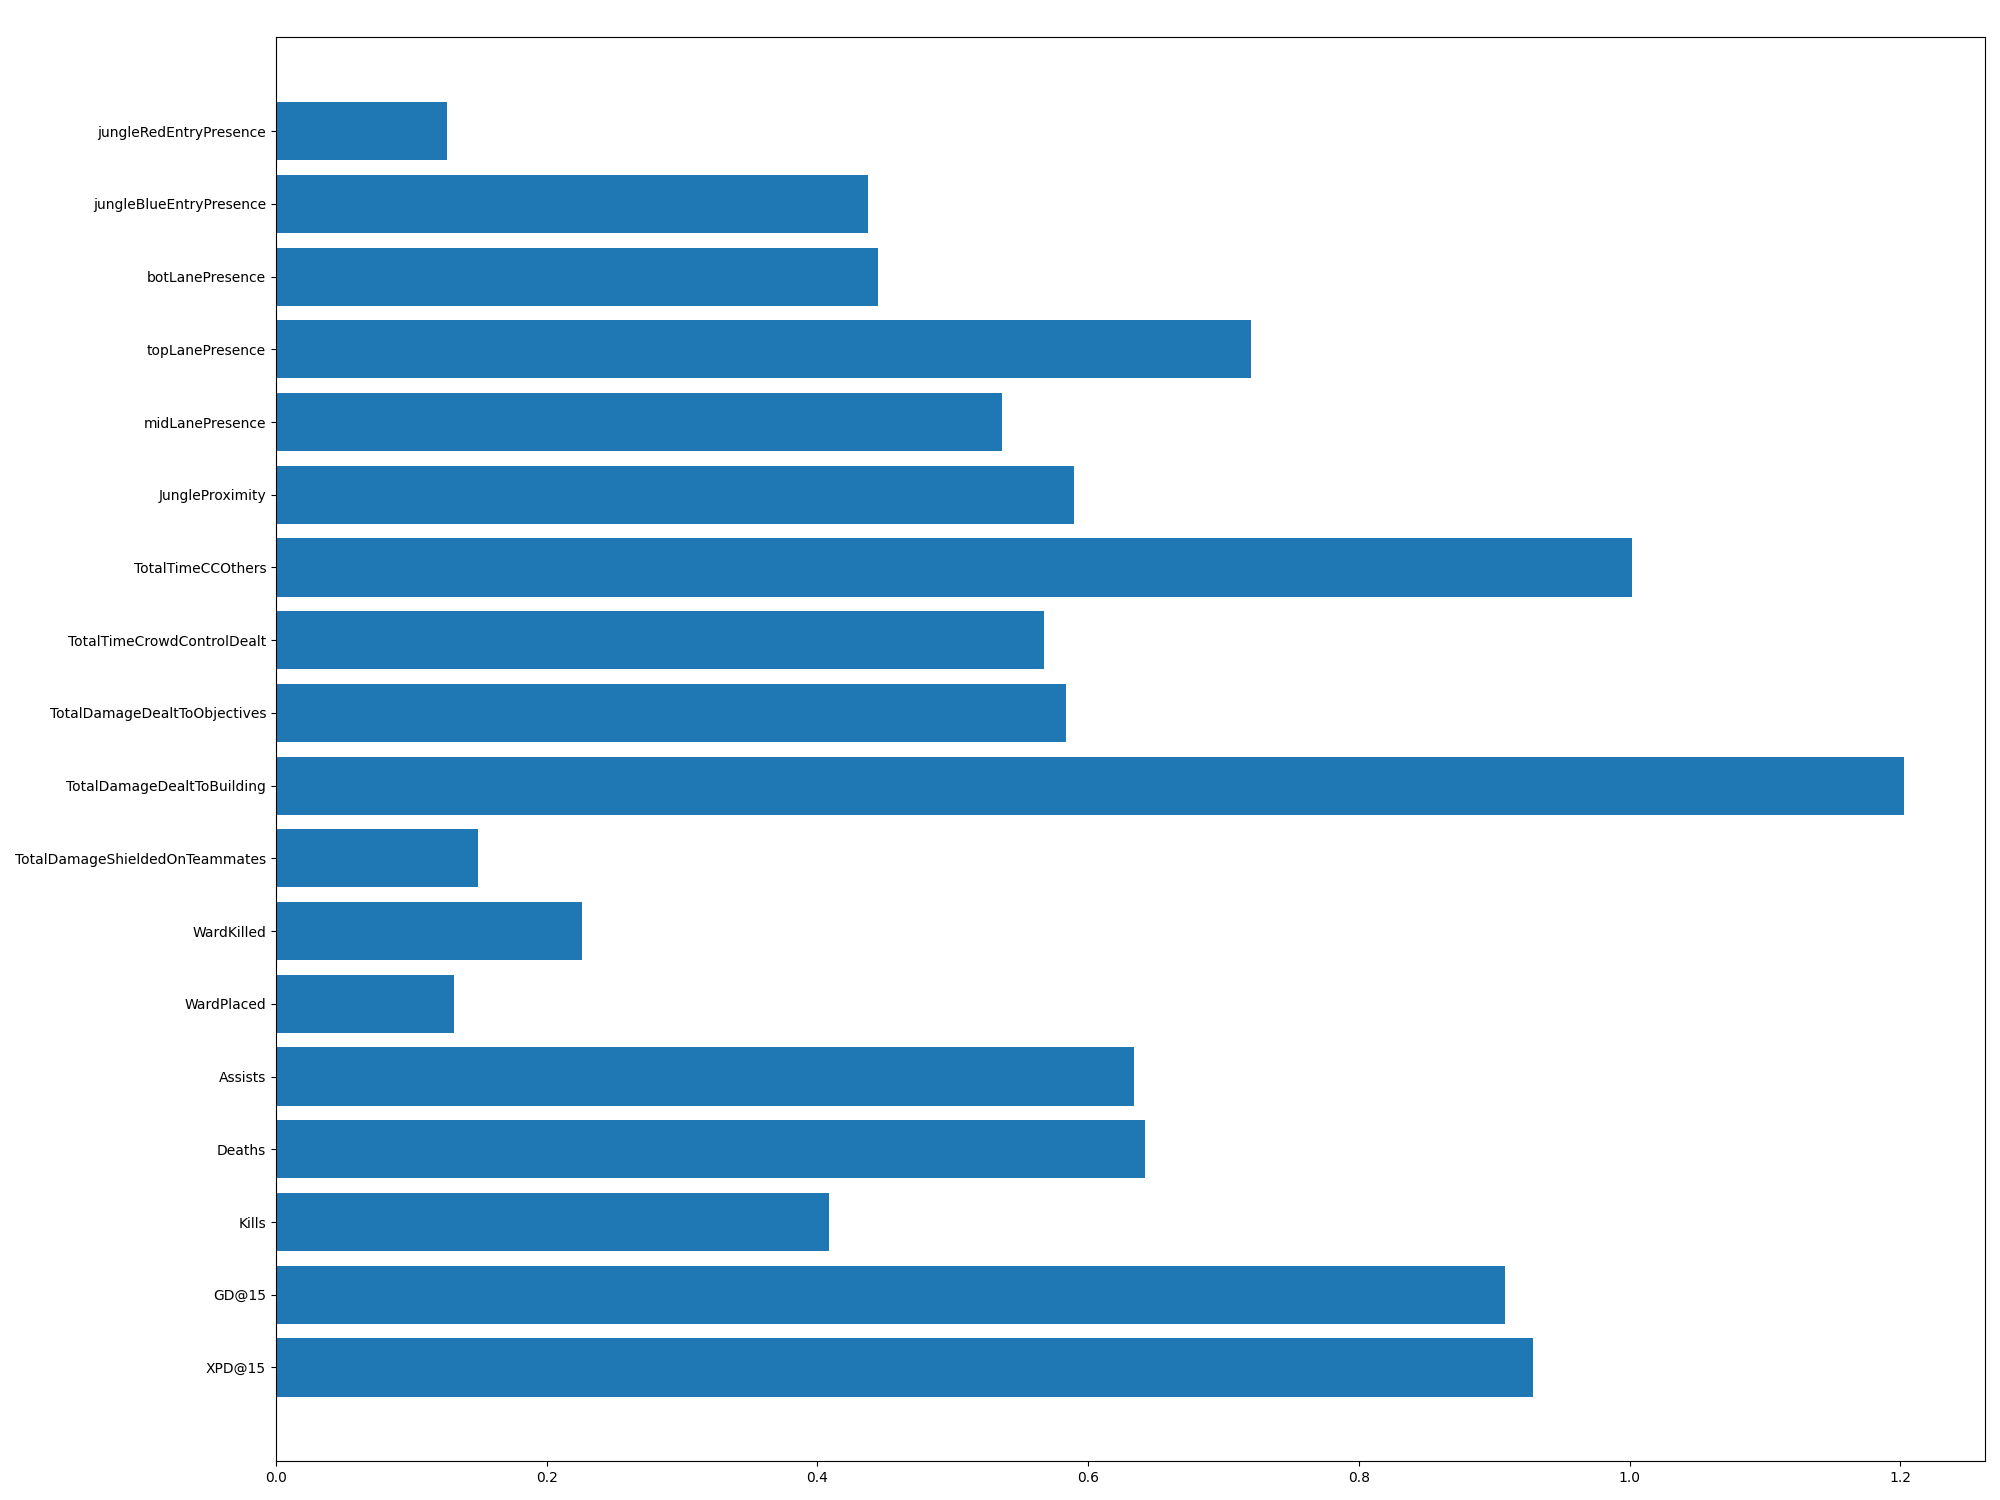 jungleRedEntryPresence
jungleBlueEntryPresence
botLanePresence
topLanePresence
midLanePresence
JungleProximity
TotalTimeCCOthers
TotalTimeCrowdControlDealt
TotalDamageDealtToObjectives
TotalDamageDealtToBuilding
TotalDamageShieldedOnTeammates
WardKilled
WardPlaced
Assists
Deaths
Kills
GD@15
XPD@15
0.0 0.2 0.4 0.6 0.8 1.0 1.2